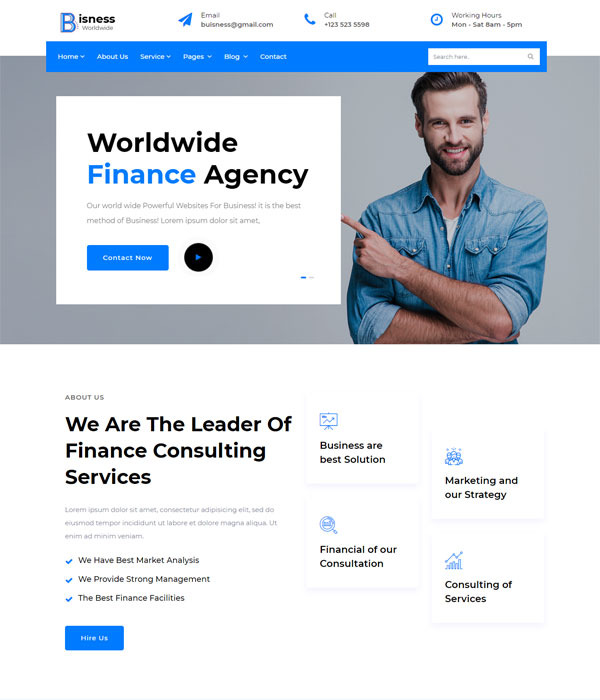 Bisness
Worldwide
Email
buisness@gmail.com
Call
+123 523 5598
Working Hours
Mon - Sat 8am - 5pm
Home About Us Service Pages Blog Contact
Search here..
Worldwide
Finance Agency
Our world wide Powerful Websites For Business! it is the best
method of Business! Lorem ipsum dolor sit amet,
Contact Now
ABOUT US
We Are The Leader Of
Finance Consulting
Services
Lorem ipsum dolor sit amet, consectetur adipisicing elit, sed do
eiusmod tempor incididunt ut labore et dolore magna aliqua. Ut
enim ad minim veniam.
We Have Best Market Analysis
We Provide Strong Management
The Best Finance Facilities
Hire Us
Business are
best Solution
Marketing and
our Strategy
Financial of our
Consultation
Consulting of
Services